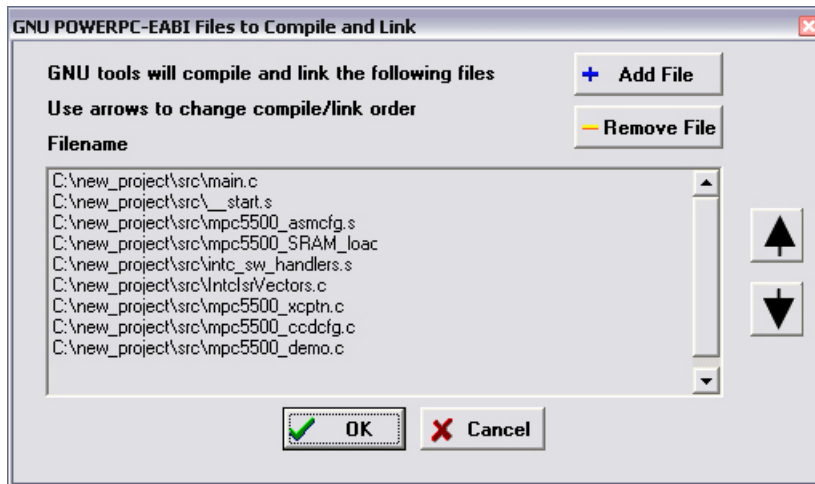 GNU POWERPC-EABI Files to Compile and Link
GNU tools will compile and link the following files
Add File
Use arrows to change compile/link order
Remove File
Filename
C:\new_project\src\main.c
C:\new_project\src\__start.s
C:\new_project\src\mpc5500_asmcfg.s
C:\new_project\src\mpc5500_SRAM_loac
C:\new_project\src\intc_sw_handlers.s
C:\new_project\src\IntcIsrVectors.c
C:\new_project\src\mpc5500_xcptn.c
C:\new_project\src\mpc5500_ccdcfg.c
C:\new_project\src\mpc5500_demo.c
OK
Cancel